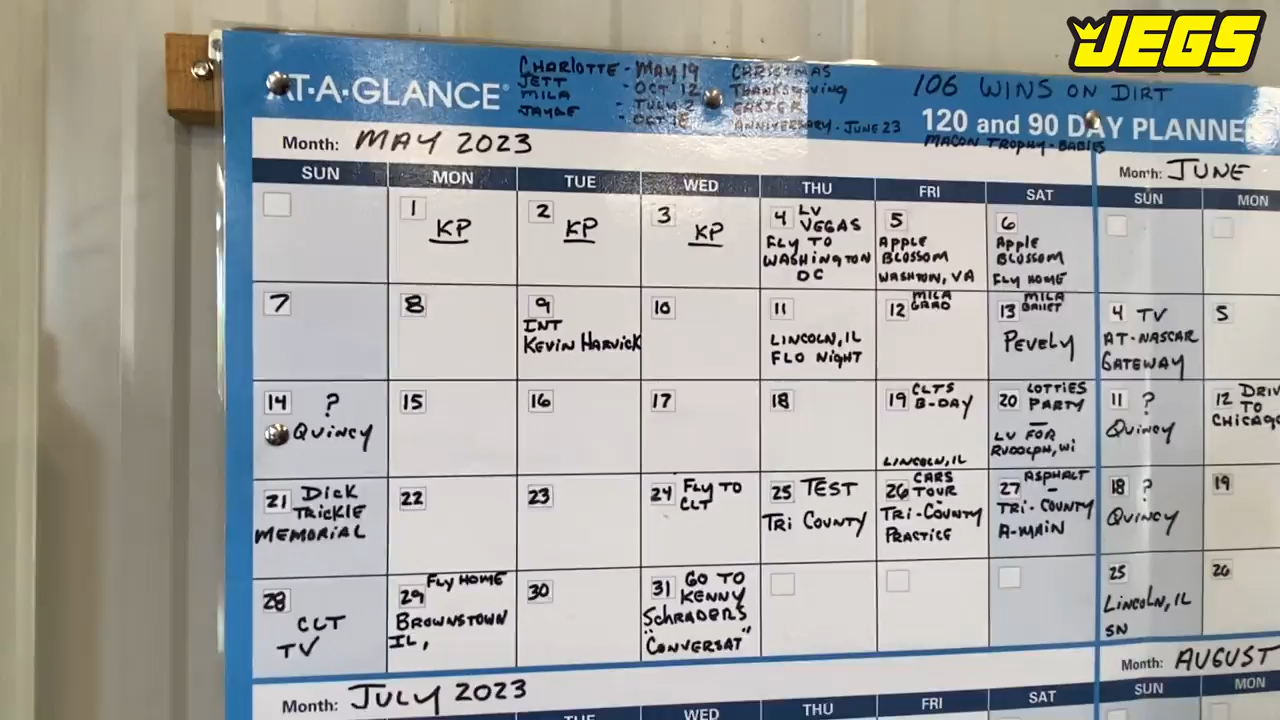 JEGS
CHARLOTTE - MAY 19 CHRISTMAS
JETT - OCT 12 THANKSGIVING
MILA - JULY 2 EASTER
- OCT 18 ANNIVERSARY - JUNE 23
106 WINS ON DIRT
AT-A-GLANCE®
120 and 90 DAY PLANNE
MACON TROPHY - BABIES
Month: MAY 2023
Month: JUNE
SUN MON TUE WED THU FRI SAT SUN MON
1 KP
2 KP
3 KP
4 LV
VEGAS
FLY TO
WASHINGTON
DC
5
APPLE
BLOSSOM
WASHTON, VA
6
APPLE
BLOSSOM
FLY HOME
7
8
9
INT
KEVIN HARVICK
10
11
LINCOLN, IL
FLO NIGHT
12 MILA
GRAD
13 MILA
BALLET
PEVELY
4 TV
AT-NASCAR
GATEWAY
5
14 ?
QUINCY
15
16
17
18
19 CLTS
B-DAY
LINCOLN, IL
20 LOTTIES
PARTY
-
LV FOR
RUDOLPH, WI
11 ?
QUINCY
12 DRIV
TO
CHICAGO
21 DICK
TRICKLE
MEMORIAL
22
23
24 FLY TO
CLT
25 TEST
TRI COUNTY
26 CARS
TOUR
-
TRI-COUNTY
PRACTICE
27 ASPHALT
-
TRI-COUNTY
A-MAIN
18 ?
QUINCY
19
28
CLT
TV
29 FLY HOME
BROWNSTOWN
IL,
30
31 GO TO
KENNY
SCHRADERS
"CONVERSAT"
25
LINCOLN, IL
SN
26
Month: JULY 2023
Month: AUGUST
SUN MON TUE WED THU FRI SAT SUN MON